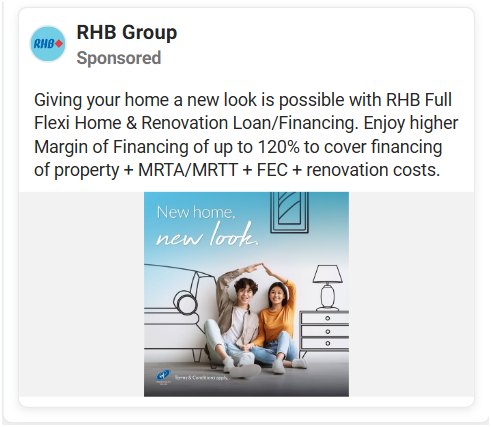 RHB
RHB Group
Sponsored
Giving your home a new look is possible with RHB Full
Flexi Home & Renovation Loan/Financing. Enjoy higher
Margin of Financing of up to 120% to cover financing
of property + MRTA/MRTT + FEC + renovation costs.
New home,
new look.
Terms & Conditions apply.